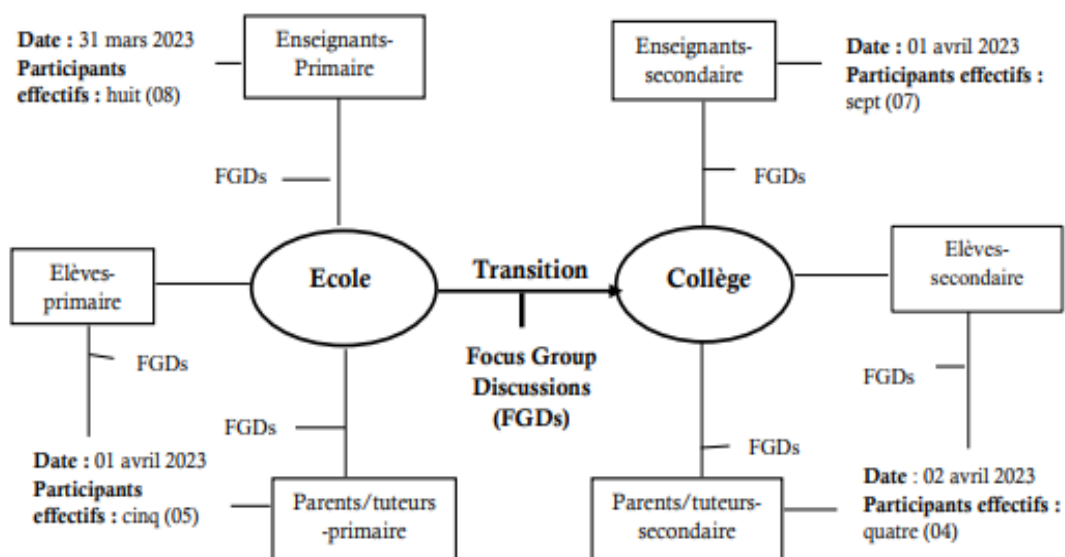 Date : 31 mars 2023
Participants
effectifs : huit (08)
Enseignants-
Primaire
Enseignants-
secondaire
Date : 01 avril 2023
Participants effectifs :
sept (07)
FGDs
FGDs
Elèves-
primaire
Ecole
Transition
Collège
Elèves-
secondaire
FGDs
Focus Group
Discussions
(FGDs)
FGDs
FGDs
FGDs
Date : 01 avril 2023
Participants
effectifs : cinq (05)
Parents/tuteurs
-primaire
Parents/tuteurs-
secondaire
Date : 02 avril 2023
Participants effectifs :
quatre (04)